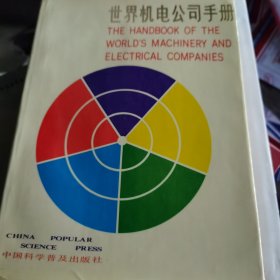 世界机电公司手册
THE HANDBOOK OF THE
WORLD'S MACHINERY AND
ELECTRICAL COMPANIES
CHINA POPULAR
SCIENCE PRESS
中国科学普及出版社